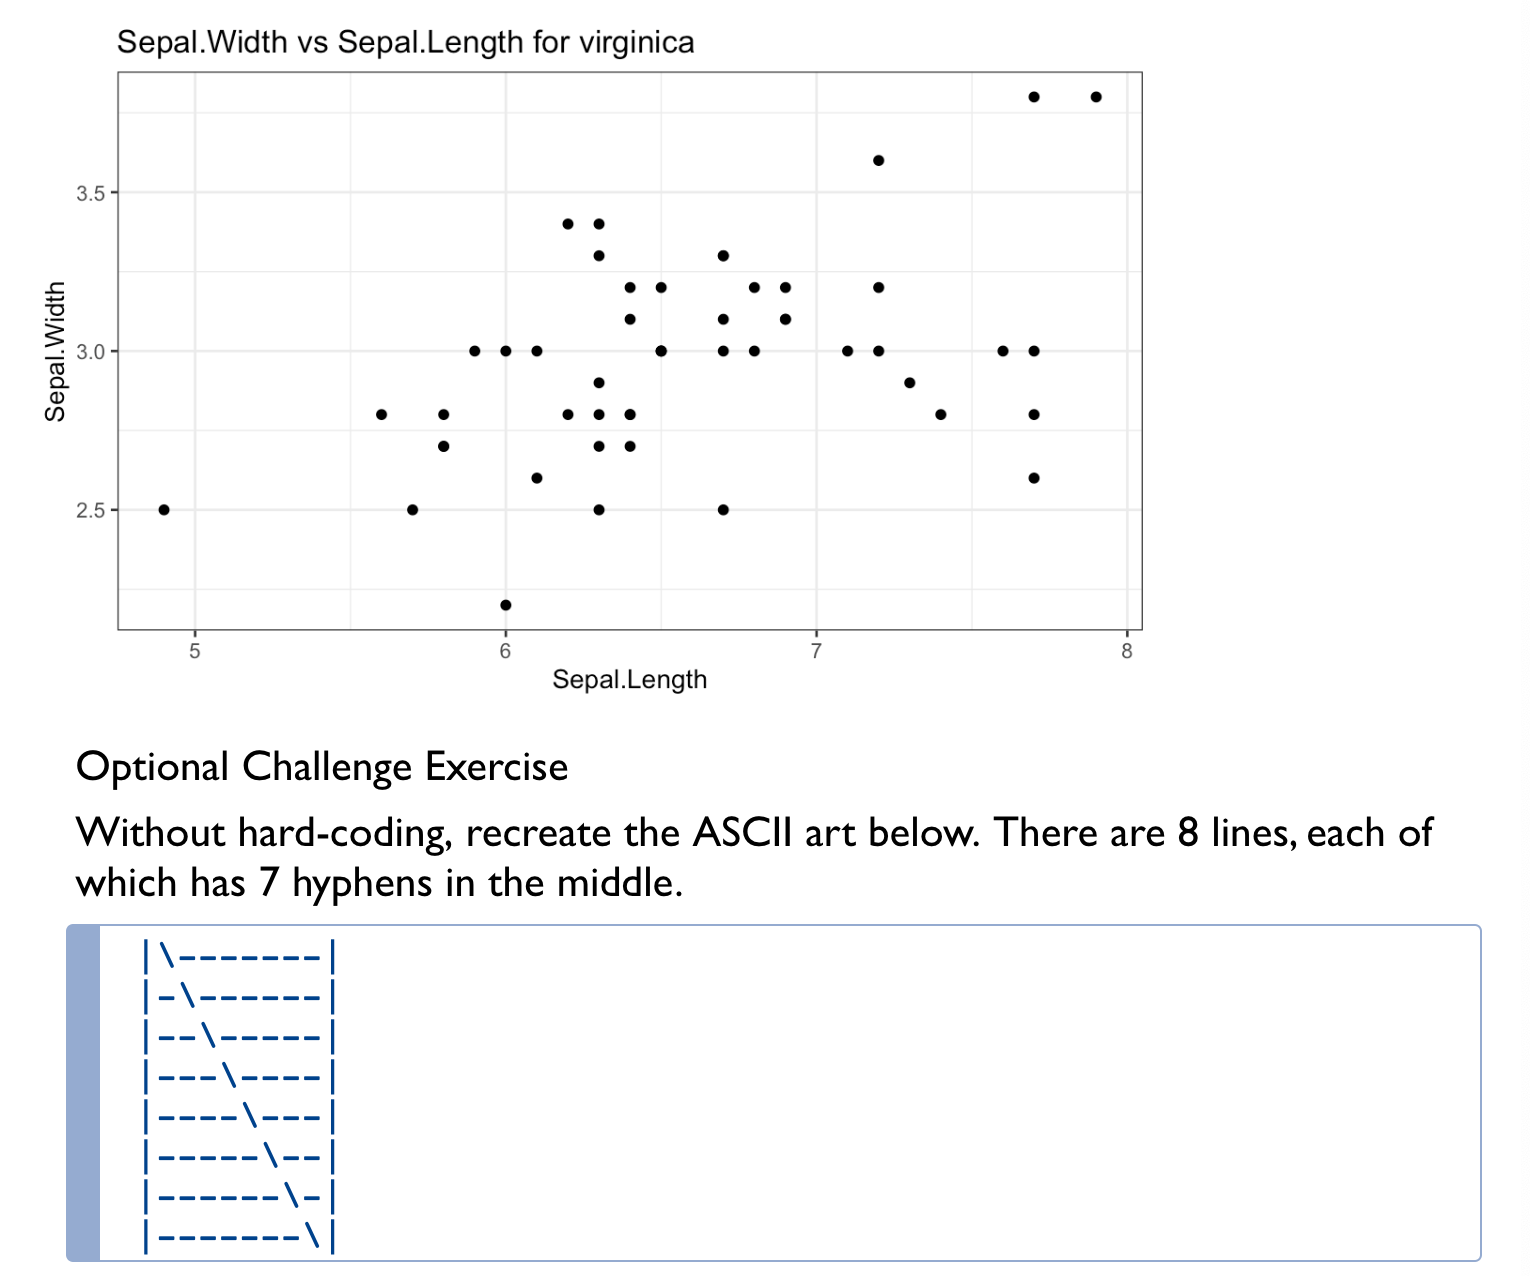 Sepal.Width vs Sepal.Length for virginica
3.5
3.0
2.5
Sepal.Width
5 6 7 8
Sepal.Length
Optional Challenge Exercise
Without hard-coding, recreate the ASCII art below. There are 8 lines, each of
which has 7 hyphens in the middle.
|\-------|
|-\------|
|--\-----|
|---\----|
|----\---|
|-----\--|
|------\-|
|-------\|